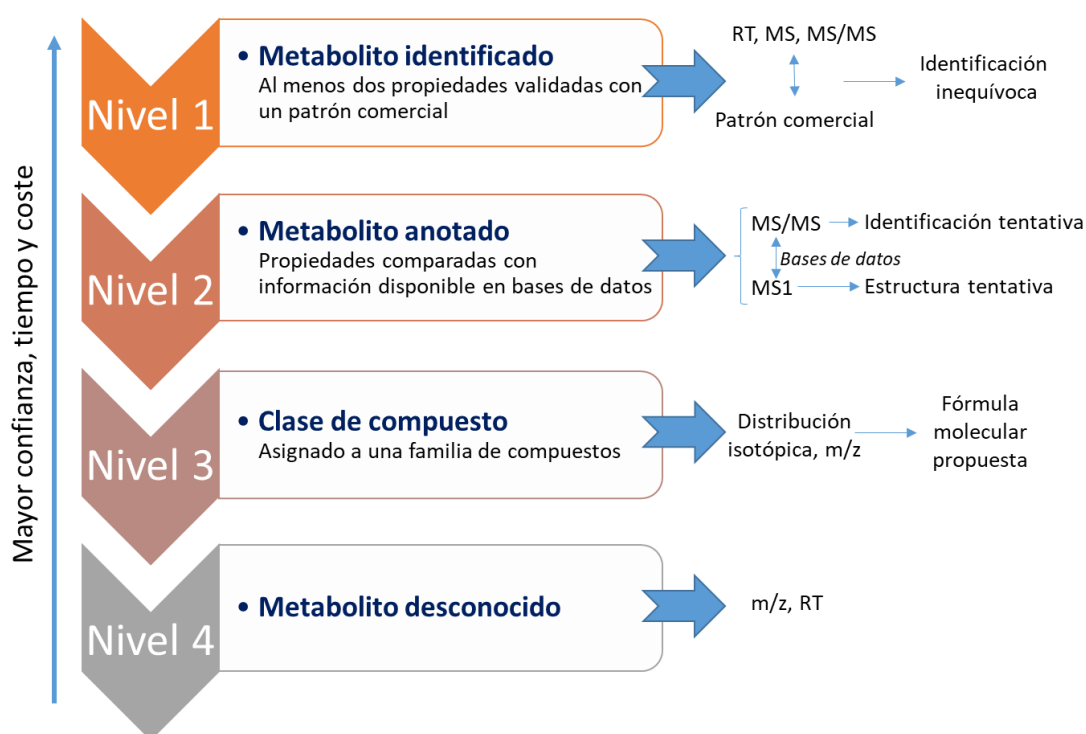 Mayor confianza, tiempo y coste
Nivel 1
• Metabolito identificado
Al menos dos propiedades validadas con
un patrón comercial
RT, MS, MS/MS
Patrón comercial
Identificación
inequívoca
Nivel 2
• Metabolito anotado
Propiedades comparadas con
información disponible en bases de datos
MS/MS
Identificación tentativa
Bases de datos
MS1
Estructura tentativa
Nivel 3
• Clase de compuesto
Asignado a una familia de compuestos
Distribución
isotópica, m/z
Fórmula
molecular
propuesta
Nivel 4
• Metabolito desconocido
m/z, RT